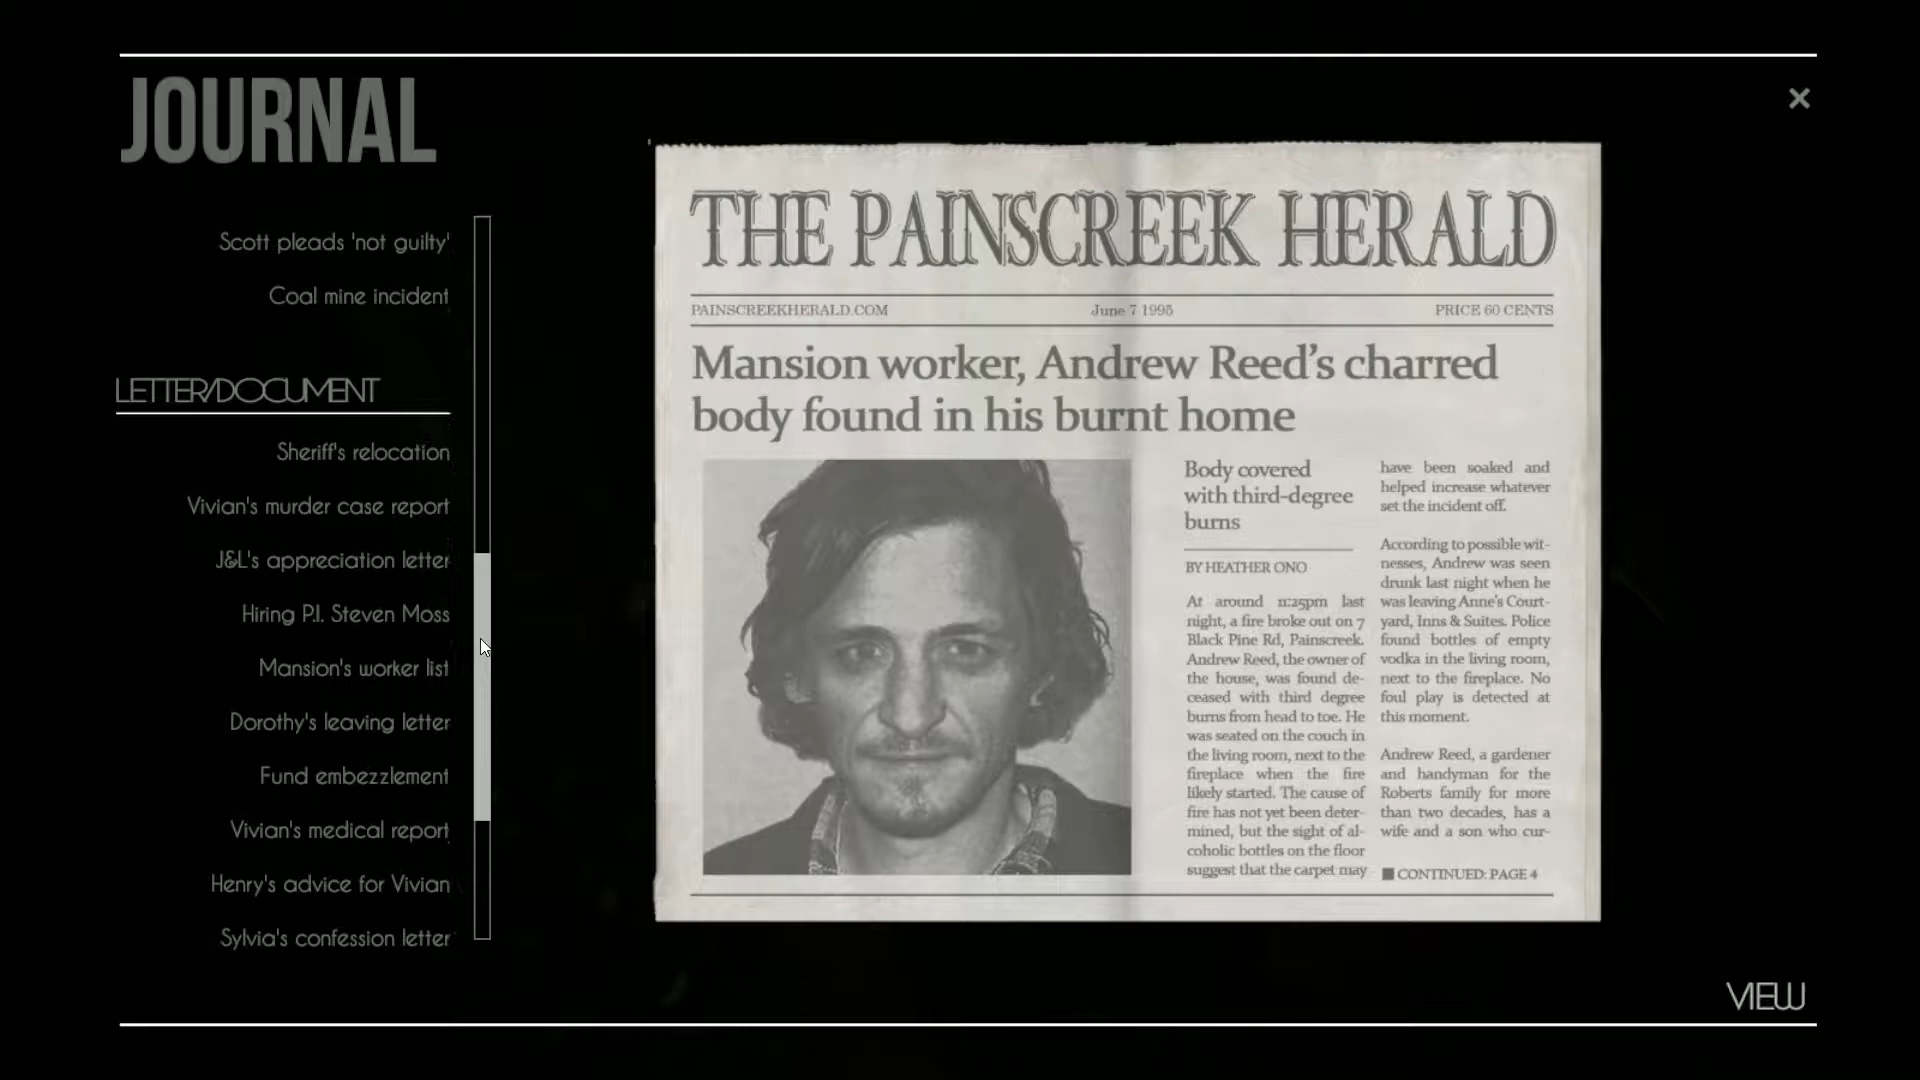 JOURNAL
Scott pleads 'not guilty'
Coal mine incident
LETTER/DOCUMENT
Sheriff's relocation
Vivian's murder case report
J&L's appreciation letter
Hiring P.I. Steven Moss
Mansion's worker list
Dorothy's leaving letter
Fund embezzlement
Vivian's medical report
Henry's advice for Vivian
Sylvia's confession letter
THE PAINSCREEK HERALD
PAINSCREEKHERALD.COM June 7 1995 PRICE 60 CENTS
Mansion worker, Andrew Reed's charred
body found in his burnt home
Body covered
with third-degree
burns
BY HEATHER ONO
At around 11:25pm last
night, a fire broke out on 7
Black Pine Rd, Painscreek.
Andrew Reed, the owner of
the house, was found de-
ceased with third degree
burns from head to toe. He
was seated on the couch in
the living room, next to the
fireplace when the fire
likely started. The cause of
fire has not yet been deter-
mined, but the sight of al-
coholic bottles on the floor
suggest that the carpet may
have been soaked and
helped increase whatever
set the incident off.
According to possible wit-
nesses, Andrew was seen
drunk last night when he
was leaving Anne's Court-
yard, Inns & Suites. Police
found bottles of empty
vodka in the living room,
next to the fireplace. No
foul play is detected at
this moment.
Andrew Reed, a gardener
and handyman for the
Roberts family for more
than two decades, has a
wife and a son who cur-
CONTINUED: PAGE 4
VIEW